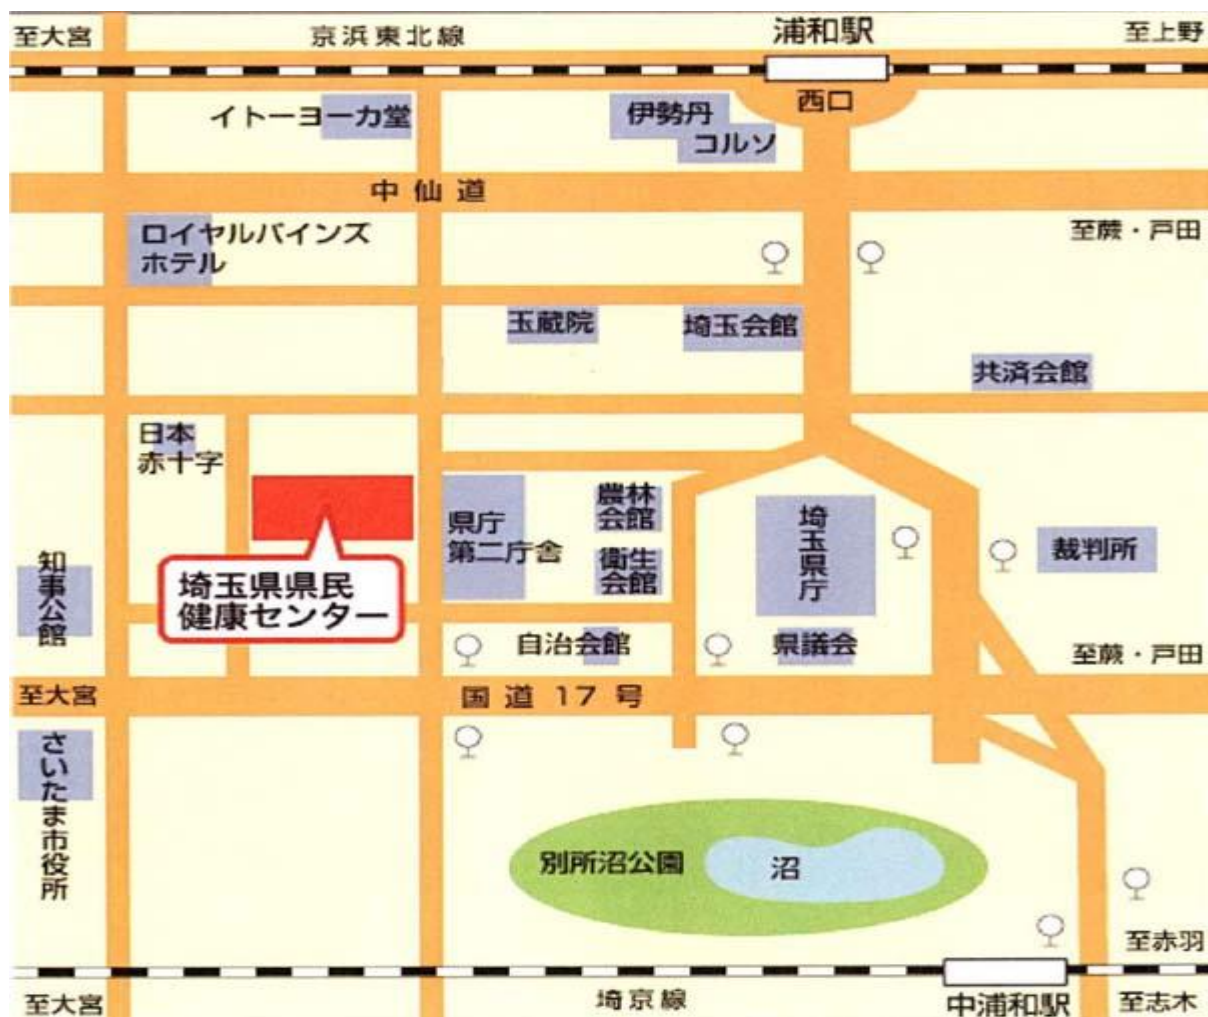 至大宮
京浜東北線
浦和駅
至上野
西口
イトーヨーカ堂
伊勢丹
コルソ
中仙道
ロイヤルパインズ
ホテル
至蕨・戸田
玉蔵院
埼玉会館
共済会館
日本
赤十字
県庁
第二庁舎
農林
会館
衛生
会館
埼玉県庁
裁判所
知事公館
埼玉県県民
健康センター
自治会館
県議会
至蕨・戸田
至大宮
国道17号
さいたま市役所
別所沼公園
沼
至赤羽
至大宮
埼京線
中浦和駅
至志木